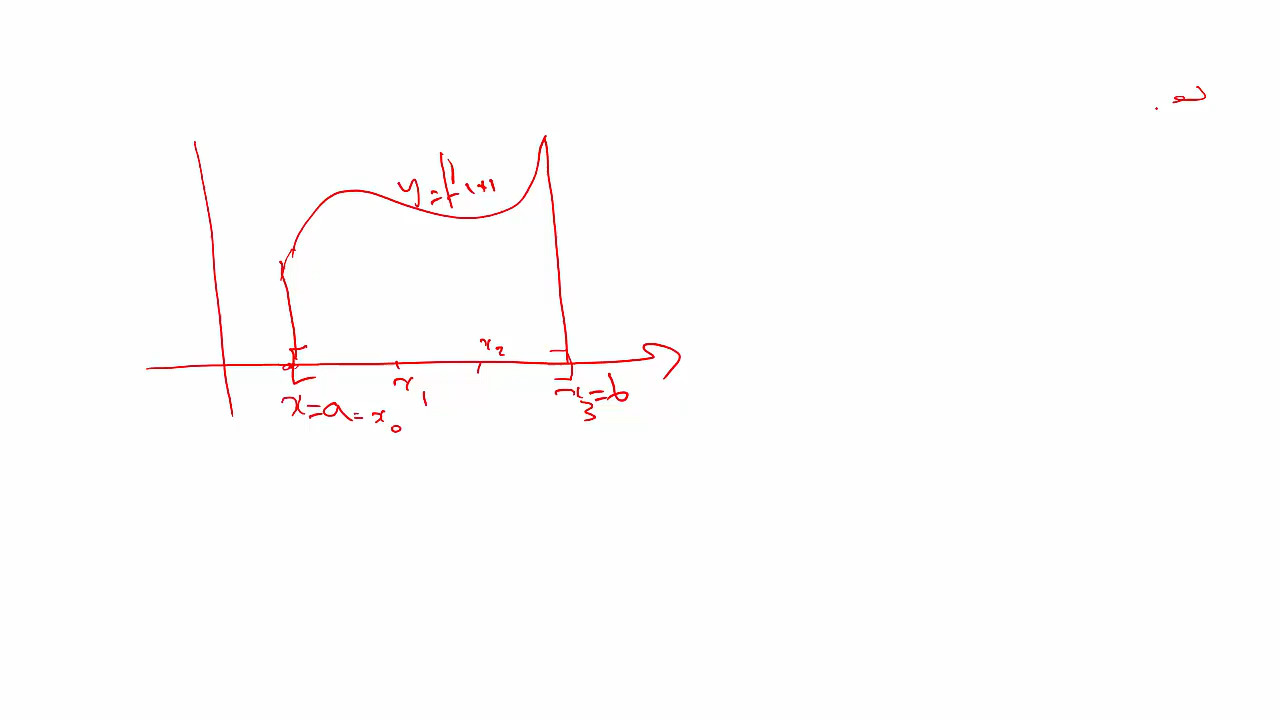 y = f(x)
x₂
x₁
x₃ = b
x = a = x₀